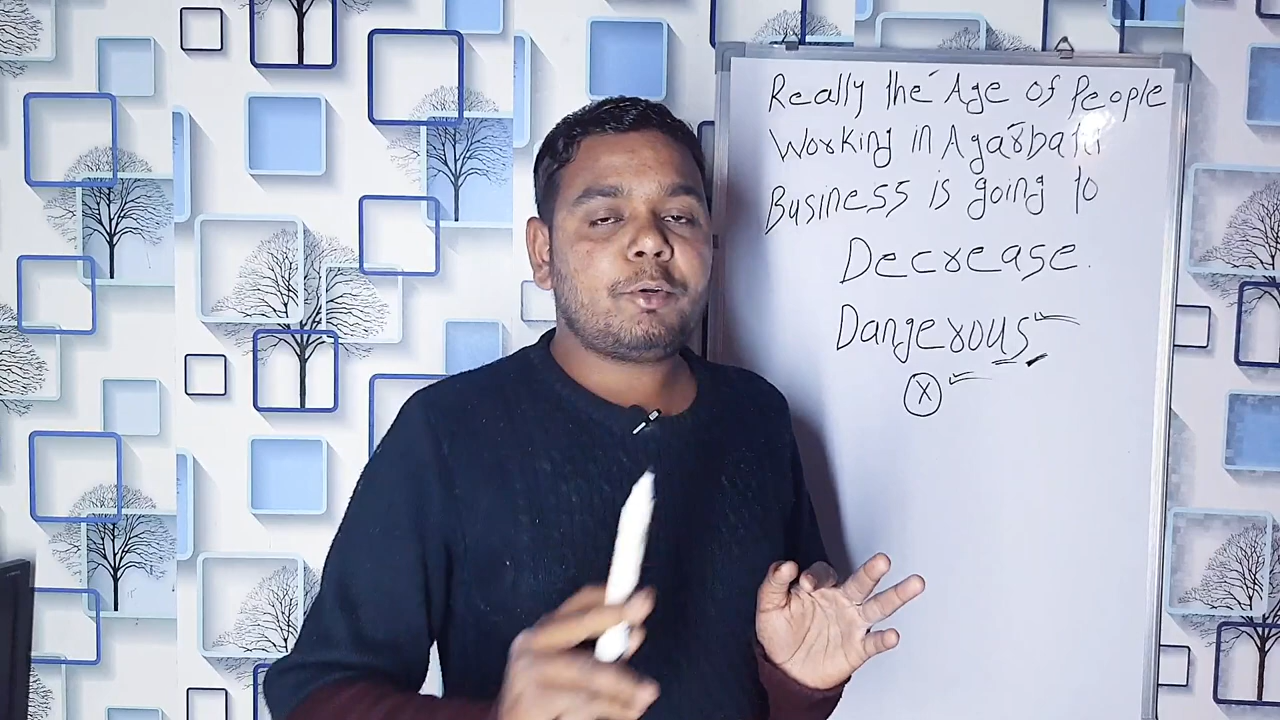 Really the Age of People
Working in Agarbatti
Business is going to
Decrease.
Dangerous
X